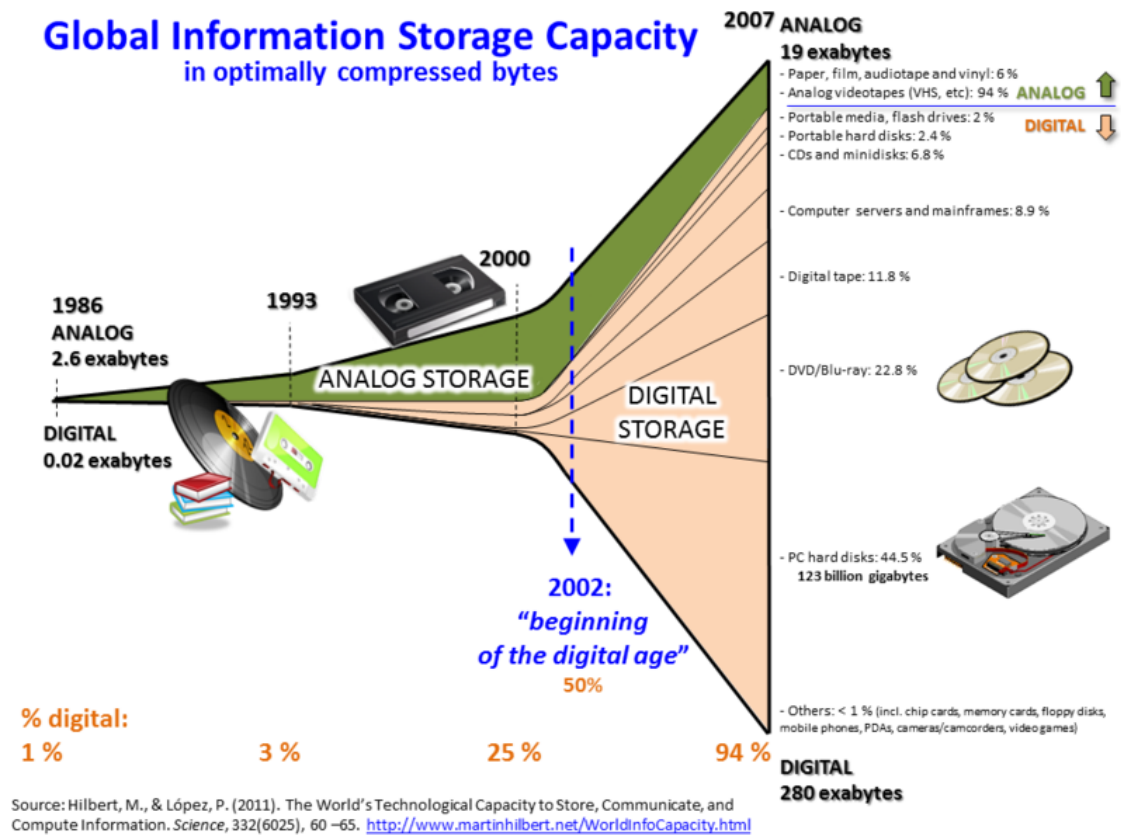 Global Information Storage Capacity
in optimally compressed bytes
2007 ANALOG
19 exabytes
- Paper, film, audiotape and vinyl: 6 %
- Analog videotapes (VHS, etc): 94 %
ANALOG
- Portable media, flash drives: 2 %
DIGITAL
- Portable hard disks: 2.4 %
- CDs and minidisks: 6.8 %
- Computer servers and mainframes: 8.9 %
- Digital tape: 11.8 %
- DVD/Blu-ray: 22.8 %
- PC hard disks: 44.5 %
123 billion gigabytes
- Others: < 1 % (incl. chip cards, memory cards, floppy disks,
mobile phones, PDAs, cameras/camcorders, video games)
DIGITAL
280 exabytes
1986
ANALOG
2.6 exabytes
DIGITAL
0.02 exabytes
1993
2000
ANALOG STORAGE
DIGITAL
STORAGE
2002:
“beginning
of the digital age”
50%
% digital:
1 %
3 %
25 %
94 %
Source: Hilbert, M., & López, P. (2011). The World’s Technological Capacity to Store, Communicate, and
Compute Information. Science, 332(6025), 60 –65. http://www.martinhilbert.net/WorldInfoCapacity.html